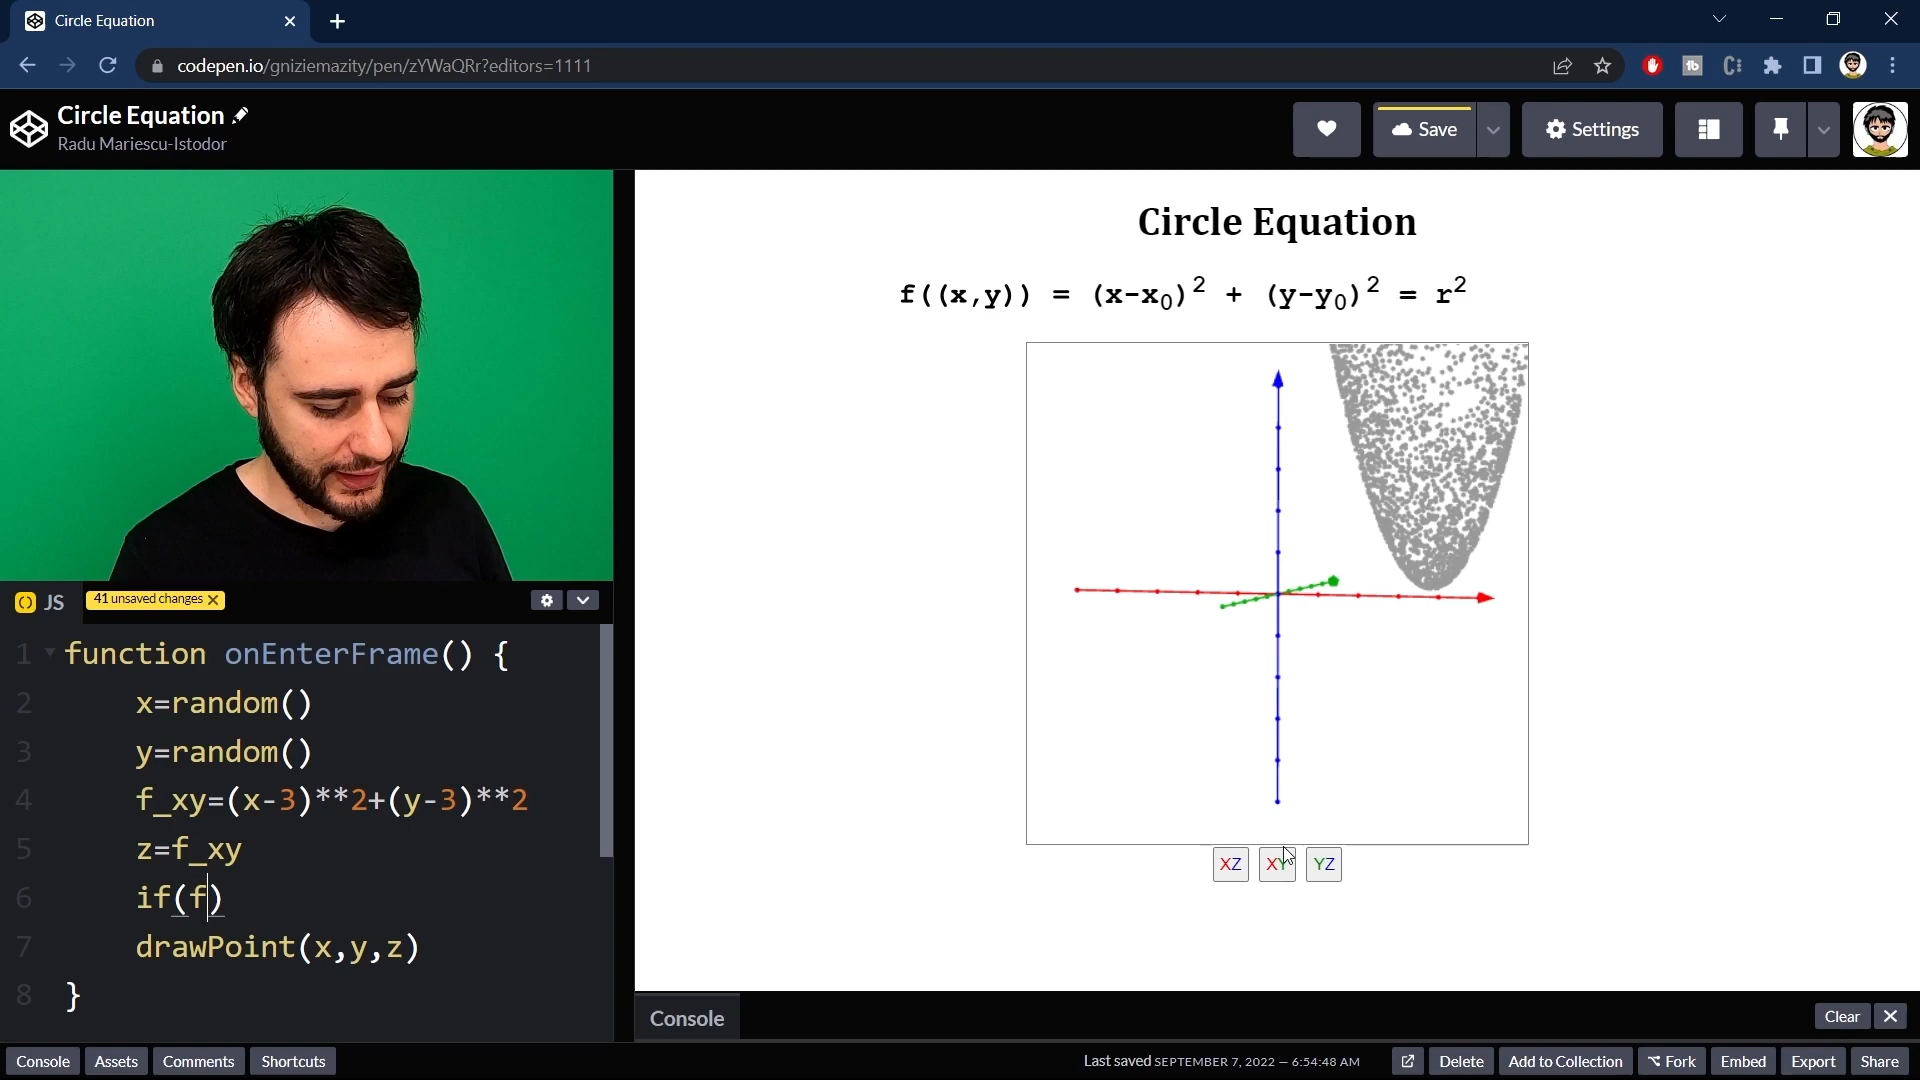 Circle Equation
codepen.io/gniziemazity/pen/zYWaQRr?editors=1111
Circle Equation
Radu Mariescu-Istodor
Save
Settings
Circle Equation
f((x,y)) = (x-x₀)² + (y-y₀)² = r²
XZ XY YZ
JS
41 unsaved changes
1 function onEnterFrame() {
2 x=random()
3 y=random()
4 f_xy=(x-3)**2+(y-3)**2
5 z=f_xy
6 if(f)
7 drawPoint(x,y,z)
8 }
Console
Clear
Console Assets Comments Shortcuts
Last saved SEPTEMBER 7, 2022 — 6:54:48 AM
Delete Add to Collection Fork Embed Export Share